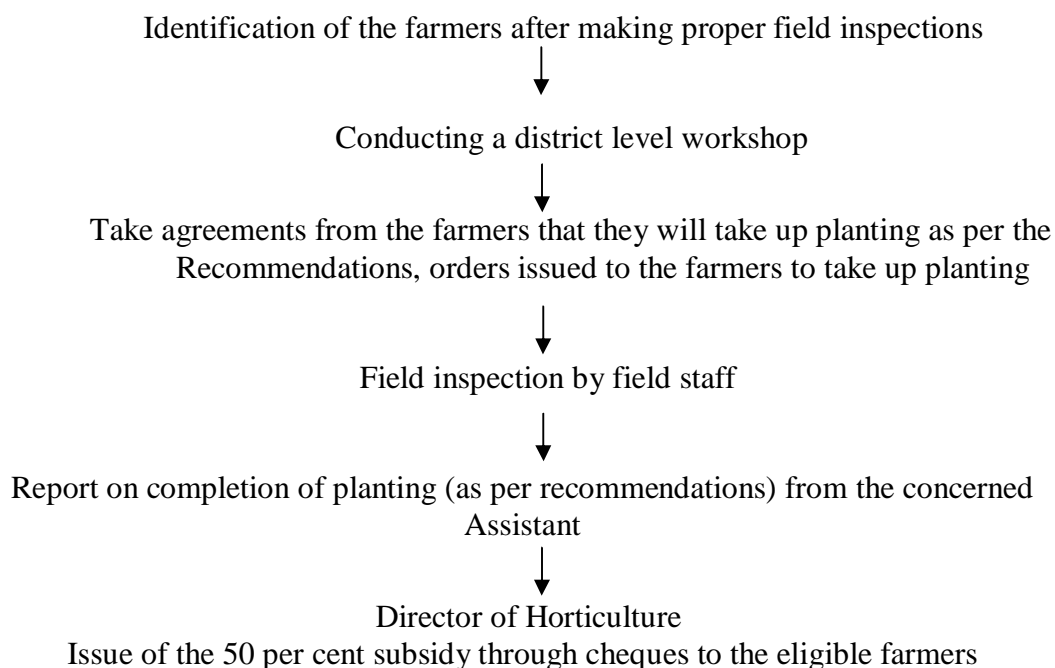 Identification of the farmers after making proper field inspections
Conducting a district level workshop
Take agreements from the farmers that they will take up planting as per the
Recommendations, orders issued to the farmers to take up planting
Field inspection by field staff
Report on completion of planting (as per recommendations) from the concerned
Assistant
Director of Horticulture
Issue of the 50 per cent subsidy through cheques to the eligible farmers